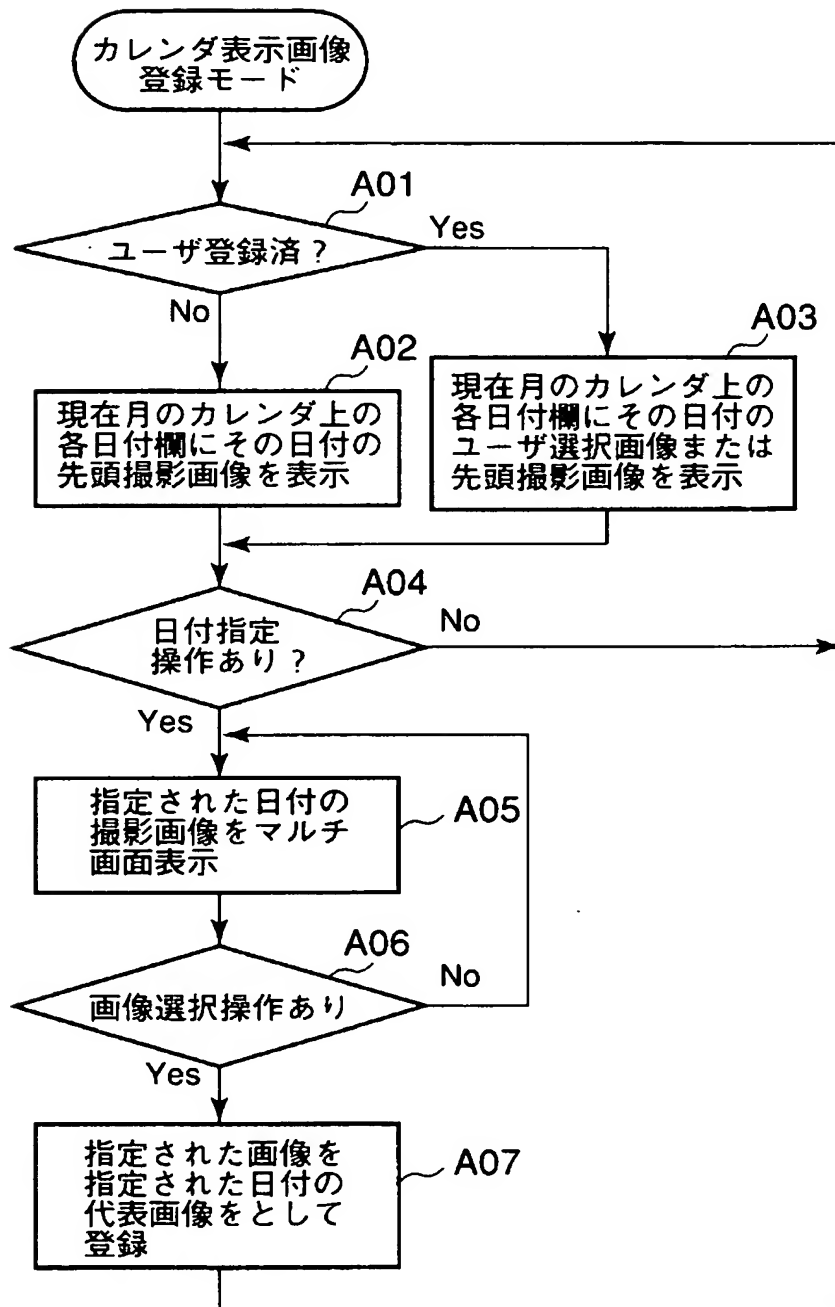 カレンダ表示画像
登録モード
A01
ユーザ登録済?
Yes
No
A02
現在月のカレンダ上の
各日付欄にその日付の
先頭撮影画像を表示
A03
現在月のカレンダ上の
各日付欄にその日付の
ユーザ選択画像または
先頭撮影画像を表示
A04
日付指定
操作あり?
No
Yes
指定された日付の
撮影画像をマルチ
画面表示
A05
A06
画像選択操作あり
No
Yes
指定された画像を
指定された日付の
代表画像をとして
登録
A07